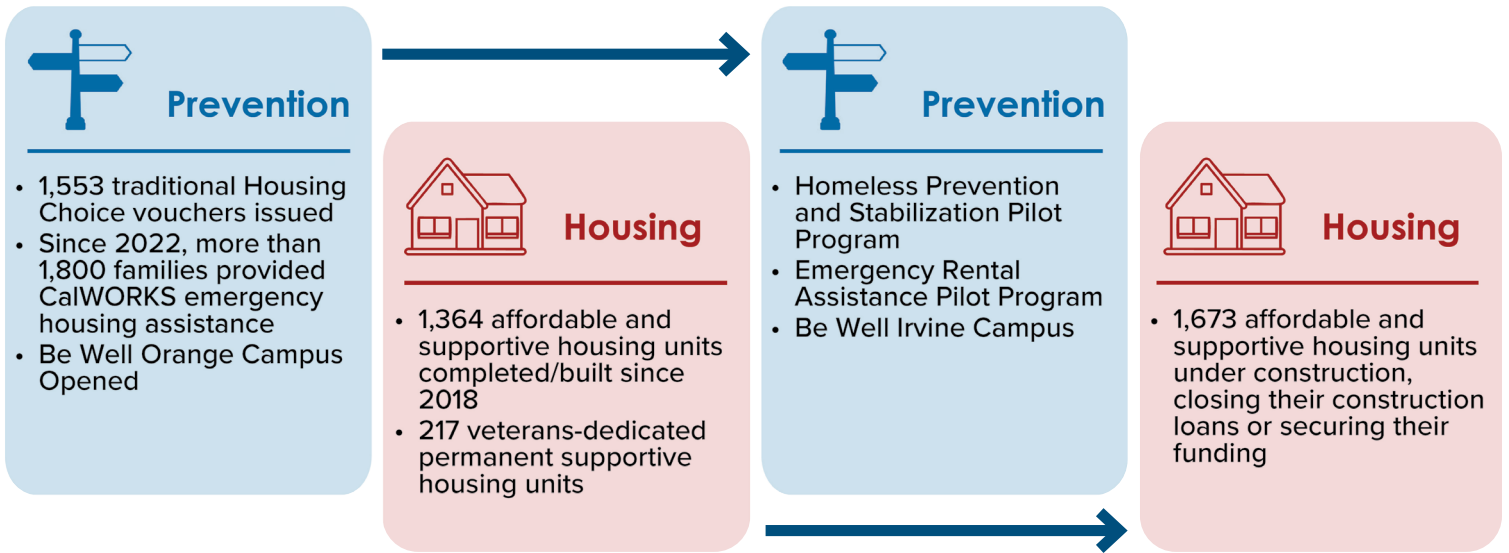 Prevention
• 1,553 traditional Housing
Choice vouchers issued
• Since 2022, more than
1,800 families provided
CalWORKS emergency
housing assistance
• Be Well Orange Campus
Opened
Housing
• 1,364 affordable and
supportive housing units
completed/built since
2018
• 217 veterans-dedicated
permanent supportive
housing units
Prevention
• Homeless Prevention
and Stabilization Pilot
Program
• Emergency Rental
Assistance Pilot Program
• Be Well Irvine Campus
Housing
• 1,673 affordable and
supportive housing units
under construction,
closing their construction
loans or securing their
funding